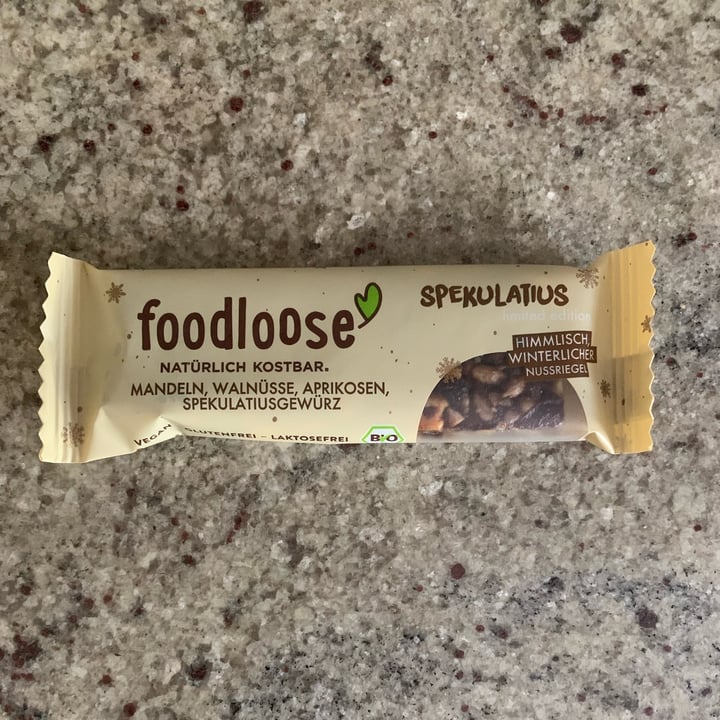 foodloose
NATÜRLICH KOSTBAR.
MANDELN, WALNÜSSE, APRIKOSEN,
SPEKULATIUSGEWÜRZ
VEGAN - GLUTENFREI - LAKTOSEFREI
BIO
SPEKULATIUS
limited edition
HIMMLISCH,
WINTERLICHER
NUSSRIEGEL